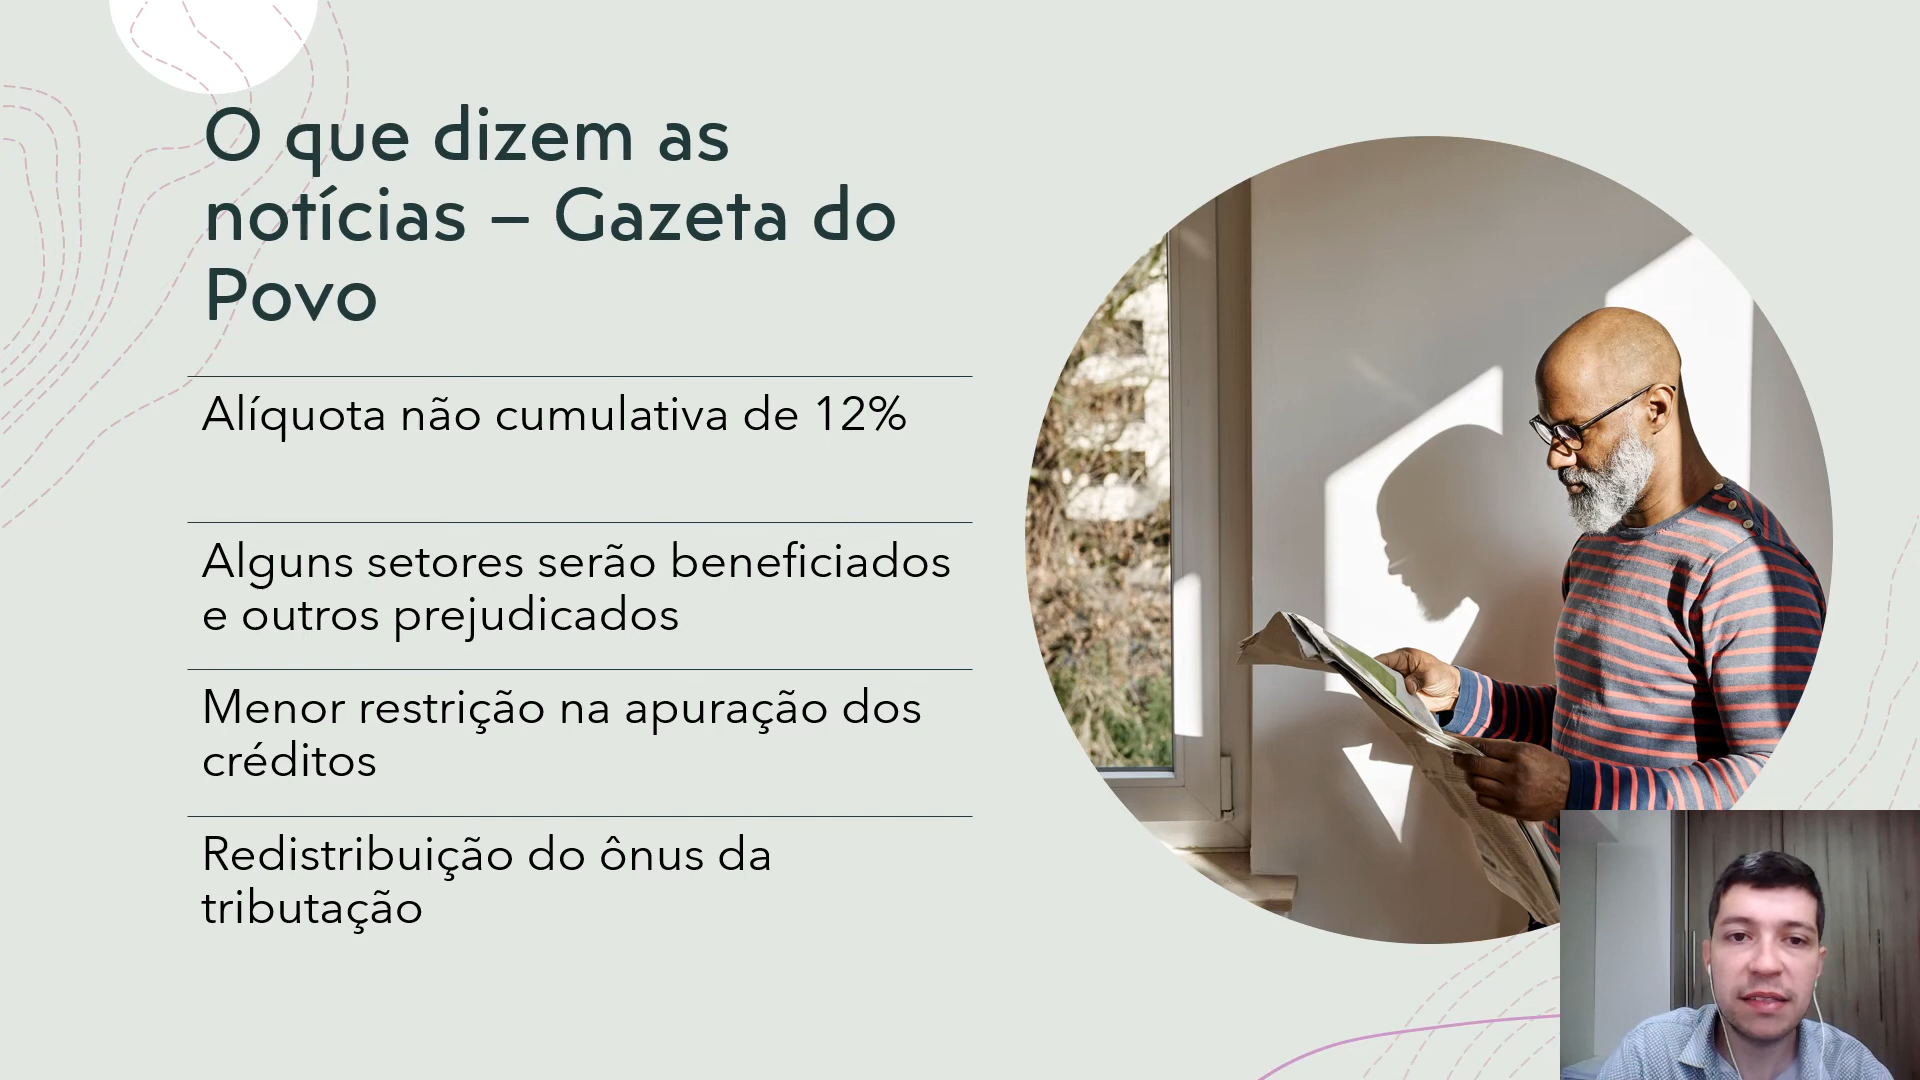 O que dizem as
notícias – Gazeta do
Povo
Alíquota não cumulativa de 12%
Alguns setores serão beneficiados
e outros prejudicados
Menor restrição na apuração dos
créditos
Redistribuição do ônus da
tributação